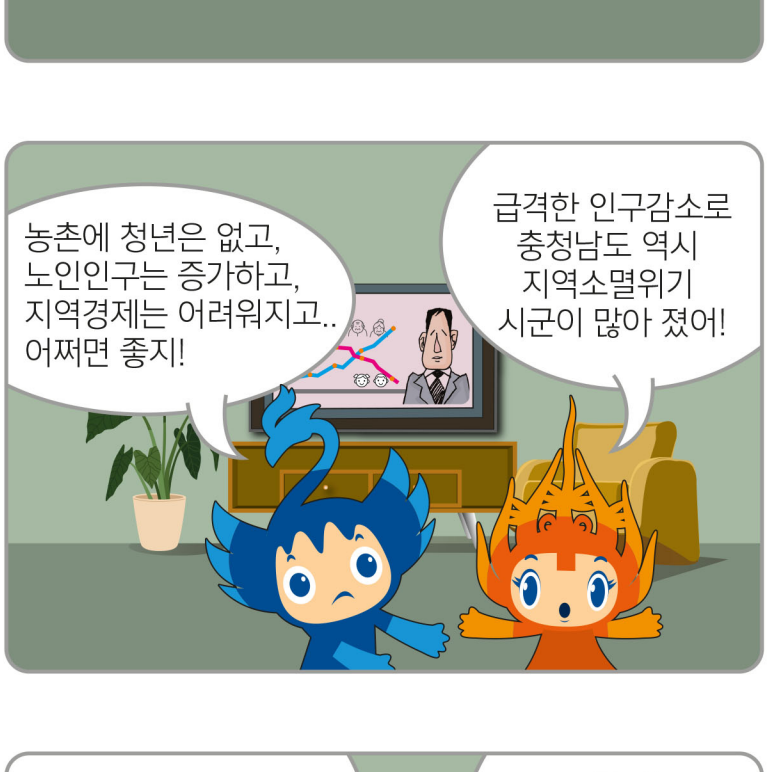 농촌에 청년은 없고,
노인인구는 증가하고,
지역경제는 어려워지고..
어쩌면 좋지!
급격한 인구감소로
충청남도 역시
지역소멸위기
시군이 많아 졌어!